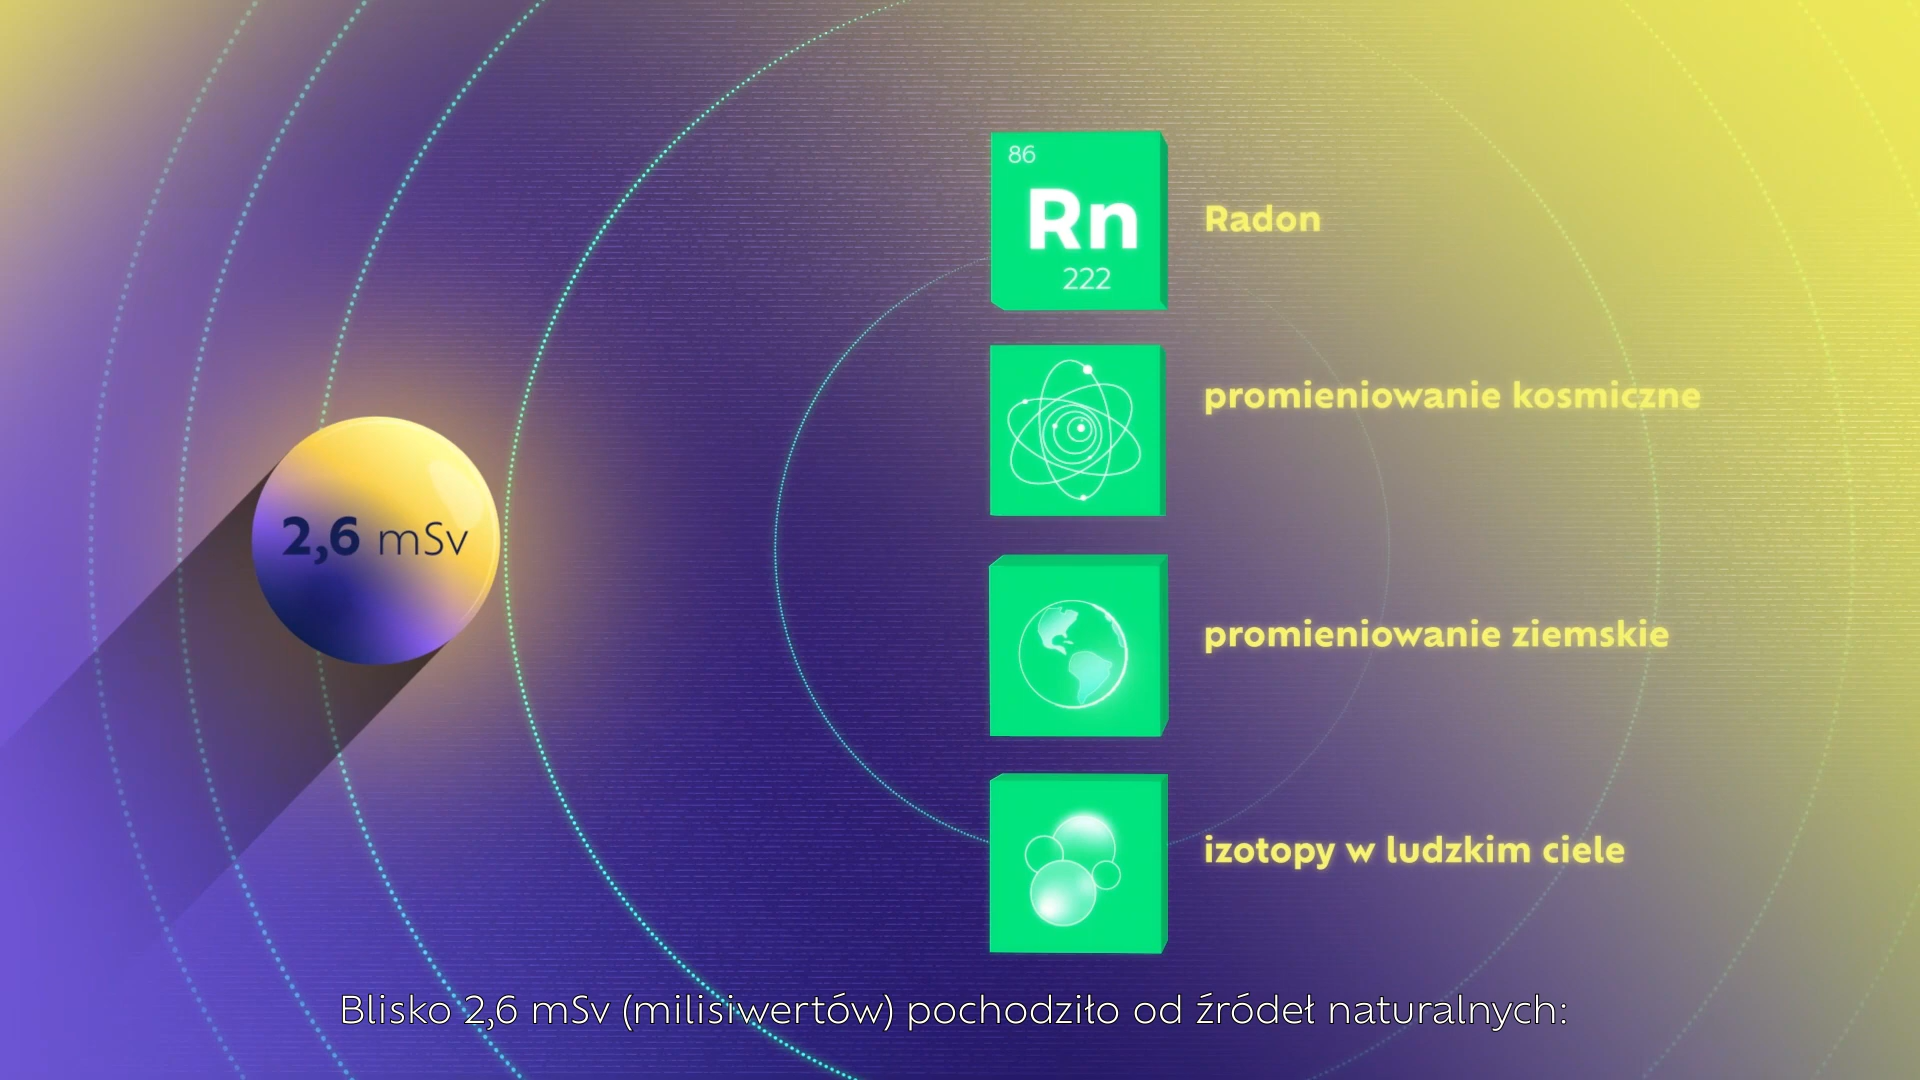 86
Rn
222
Radon
promieniowanie kosmiczne
2,6 mSv
promieniowanie ziemskie
izotopy w ludzkim ciele
Blisko 2,6 mSv (milisiwertów) pochodziło od źródeł naturalnych: